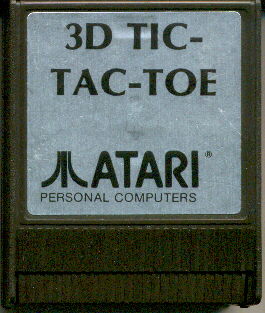 3D TIC-
TAC-TOE
ATARI®
PERSONAL COMPUTERS